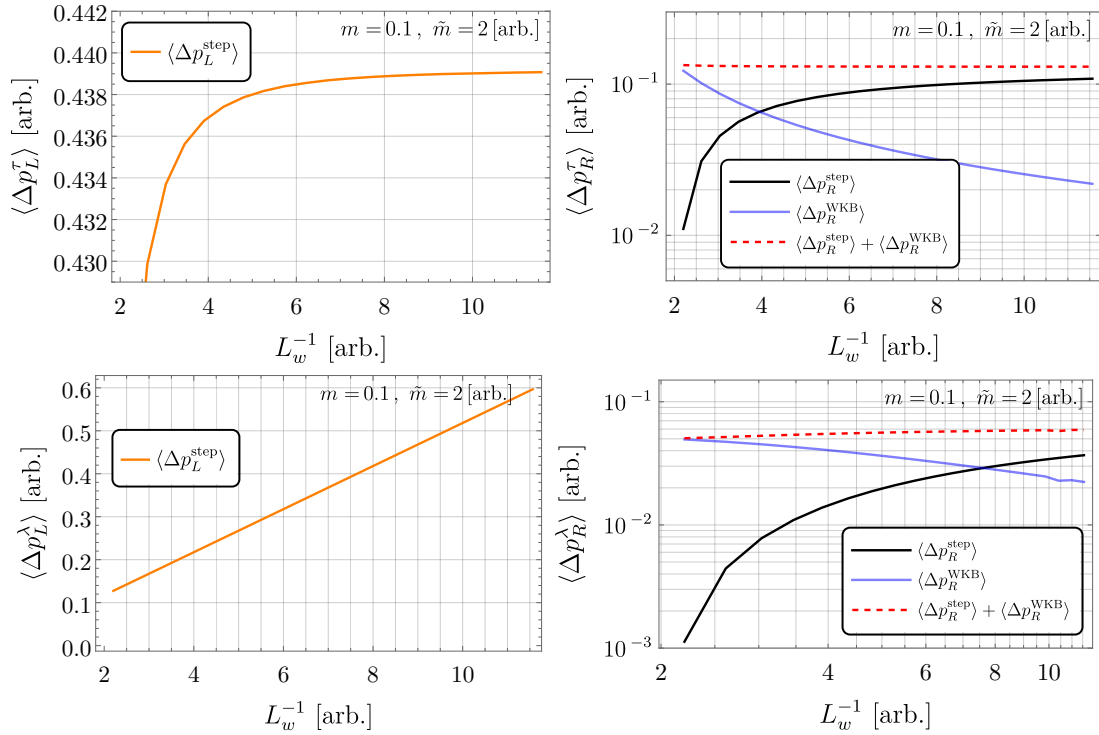 m = 0.1 , m̃ = 2 [arb.]
⟨Δp_L^step⟩
0.442
0.440
0.438
0.436
0.434
0.432
0.430
⟨Δp_L^τ⟩ [arb.]
2 4 6 8 10
L_w^{-1} [arb.]
m = 0.1 , m̃ = 2 [arb.]
10^{-1}
10^{-2}
⟨Δp_R^τ⟩ [arb.]
⟨Δp_R^step⟩
⟨Δp_R^WKB⟩
⟨Δp_R^step⟩ + ⟨Δp_R^WKB⟩
2 4 6 8 10
L_w^{-1} [arb.]
m = 0.1 , m̃ = 2 [arb.]
⟨Δp_L^step⟩
0.6
0.5
0.4
0.3
0.2
0.1
0.0
⟨Δp_L^λ⟩ [arb.]
2 4 6 8 10
L_w^{-1} [arb.]
m = 0.1 , m̃ = 2 [arb.]
10^{-1}
10^{-2}
10^{-3}
⟨Δp_R^λ⟩ [arb.]
⟨Δp_R^step⟩
⟨Δp_R^WKB⟩
⟨Δp_R^step⟩ + ⟨Δp_R^WKB⟩
2 4 6 8 10
L_w^{-1} [arb.]